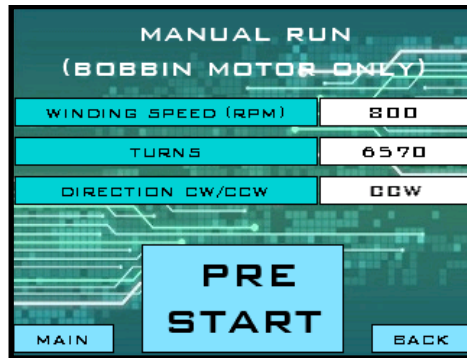 MANUAL RUN
(BOBBIN MOTOR ONLY)
WINDING SPEED (RPM) 800
TURNS 6570
DIRECTION CW/CCW CCW
PRE
START
MAIN
BACK